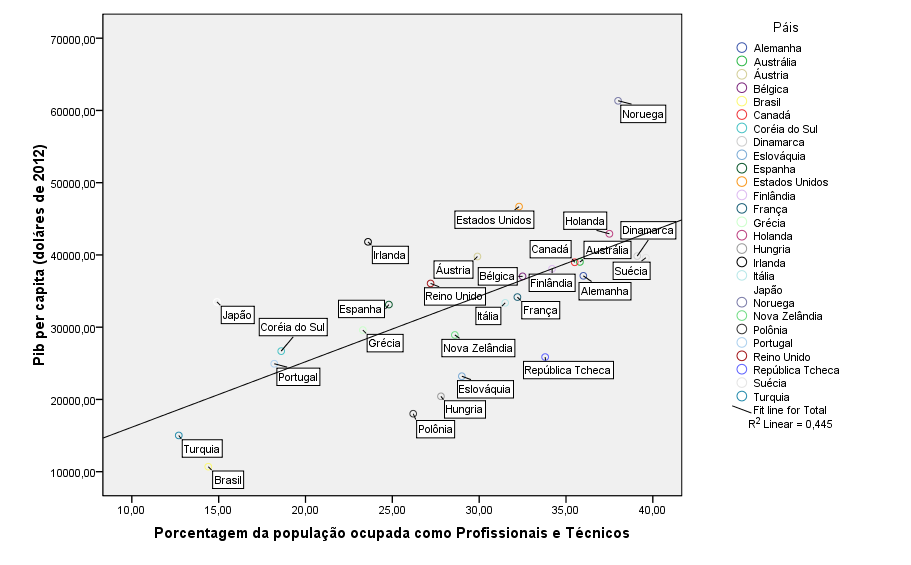 Páis
Alemanha
Austrália
Áustria
Bélgica
Brasil
Canadá
Coréia do Sul
Dinamarca
Eslováquia
Espanha
Estados Unidos
Finlândia
França
Grécia
Holanda
Hungria
Irlanda
Itália
Japão
Noruega
Nova Zelândia
Polônia
Portugal
Reino Unido
República Tcheca
Suécia
Turquia
Fit line for Total
R2 Linear = 0,445
Pib per capita (doláres de 2012)
70000,00
60000,00
50000,00
40000,00
30000,00
20000,00
10000,00
Noruega
Estados Unidos
Holanda
Dinamarca
Irlanda
Canadá
Austrália
Áustria
Bélgica
Suécia
Finlândia
Alemanha
Reino Unido
Espanha
França
Itália
Japão
Coréia do Sul
Grécia
Nova Zelândia
República Tcheca
Portugal
Eslováquia
Hungria
Polônia
Turquia
Brasil
10,00
15,00
20,00
25,00
30,00
35,00
40,00
Porcentagem da população ocupada como Profissionais e Técnicos